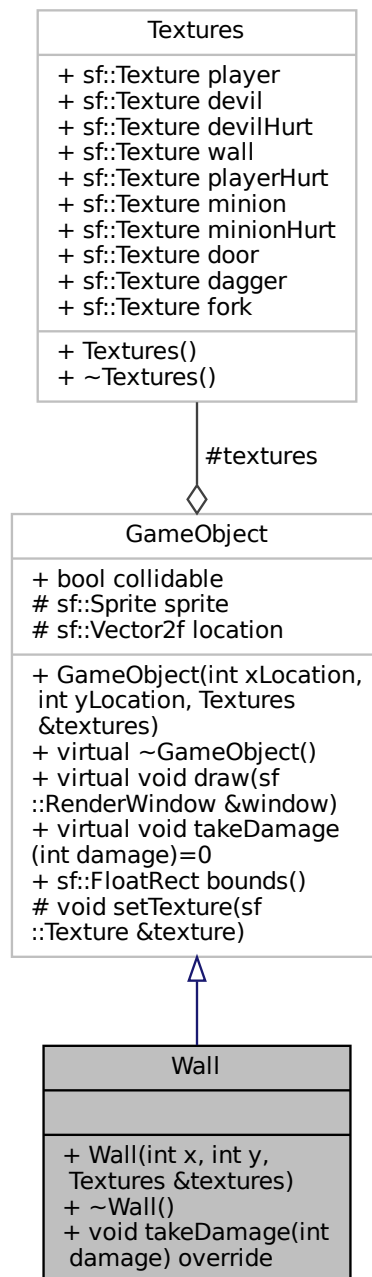 Textures
+ sf::Texture player
+ sf::Texture devil
+ sf::Texture devilHurt
+ sf::Texture wall
+ sf::Texture playerHurt
+ sf::Texture minion
+ sf::Texture minionHurt
+ sf::Texture door
+ sf::Texture dagger
+ sf::Texture fork
+ Textures()
+ ~Textures()
#textures
GameObject
+ bool collidable
# sf::Sprite sprite
# sf::Vector2f location
+ GameObject(int xLocation,
int yLocation, Textures
&textures)
+ virtual ~GameObject()
+ virtual void draw(sf
::RenderWindow &window)
+ virtual void takeDamage
(int damage)=0
+ sf::FloatRect bounds()
# void setTexture(sf
::Texture &texture)
Wall
+ Wall(int x, int y,
Textures &textures)
+ ~Wall()
+ void takeDamage(int
damage) override